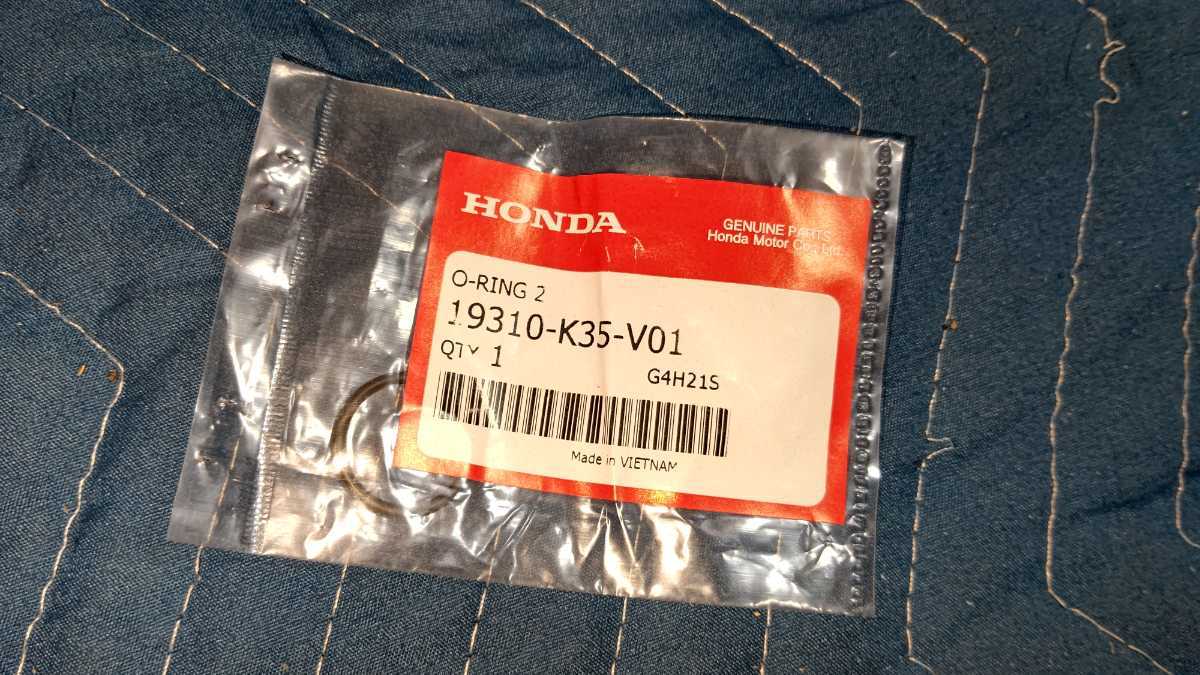 HONDA
GENUINE PARTS
Honda Motor Co., Ltd.
O-RING 2
19310-K35-V01
QTY 1
G4H21S
Made in VIETNAM